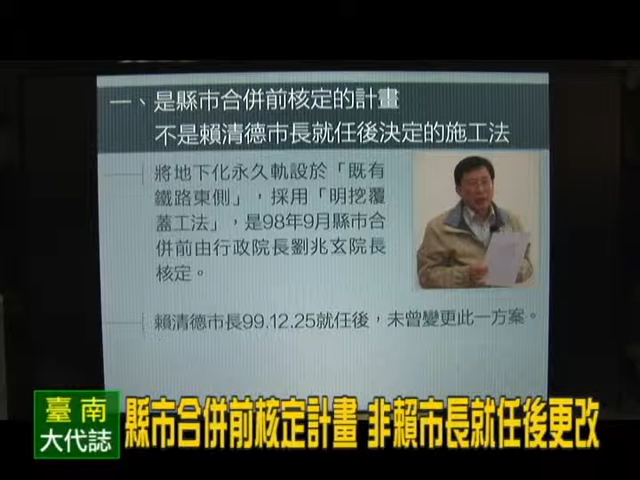 一、是縣市合併前核定的計畫
不是賴清德市長就任後決定的施工法
將地下化永久軌設於「既有
鐵路東側」，採用「明挖覆
蓋工法」，是98年9月縣市合
併前由行政院長劉兆玄院長
核定。
賴清德市長99.12.25就任後，未曾變更此一方案。
臺南
大代誌
縣市合併前核定計畫 非賴市長就任後更改